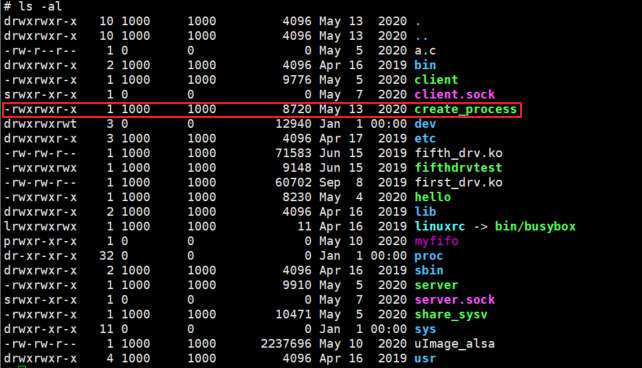 # ls -al
drwxrwxr-x 10 1000 1000 4096 May 13 2020 .
drwxrwxr-x 10 1000 1000 4096 May 13 2020 ..
-rw-r--r-- 1 0 0 0 May 5 2020 a.c
drwxrwxr-x 2 1000 1000 4096 Apr 16 2019 bin
-rwxrwxr-x 1 1000 1000 9776 May 5 2020 client
srwxr-xr-x 1 0 0 0 May 7 2020 client.sock
-rwxrwxr-x 1 1000 1000 8720 May 13 2020 create_process
drwxrwxrwt 3 0 0 12940 Jan 1 00:00 dev
drwxrwxr-x 3 1000 1000 4096 Apr 17 2019 etc
-rw-rw-r-- 1 1000 1000 71583 Jun 15 2019 fifth_drv.ko
-rwxrwxrwx 1 1000 1000 9148 Jun 15 2019 fifthdrvtest
-rw-rw-r-- 1 1000 1000 60702 Sep 8 2019 first_drv.ko
-rwxrwxr-x 1 1000 1000 8230 May 4 2020 hello
drwxrwxr-x 2 1000 1000 4096 Apr 16 2019 lib
lrwxrwxrwx 1 1000 1000 11 Apr 16 2019 linuxrc -> bin/busybox
prwxr-xr-x 1 0 0 0 May 10 2020 myfifo
dr-xr-xr-x 32 0 0 0 Jan 1 00:00 proc
drwxrwxr-x 2 1000 1000 4096 Apr 16 2019 sbin
-rwxrwxr-x 1 1000 1000 9910 May 5 2020 server
srwxr-xr-x 1 0 0 0 May 7 2020 server.sock
-rwxrwxr-x 1 1000 1000 10471 May 5 2020 share_sysv
drwxr-xr-x 11 0 0 0 Jan 1 00:00 sys
-rw-rw-r-- 1 1000 1000 2237696 May 10 2020 uImage_alsa
drwxrwxr-x 4 1000 1000 4096 Apr 16 2019 usr